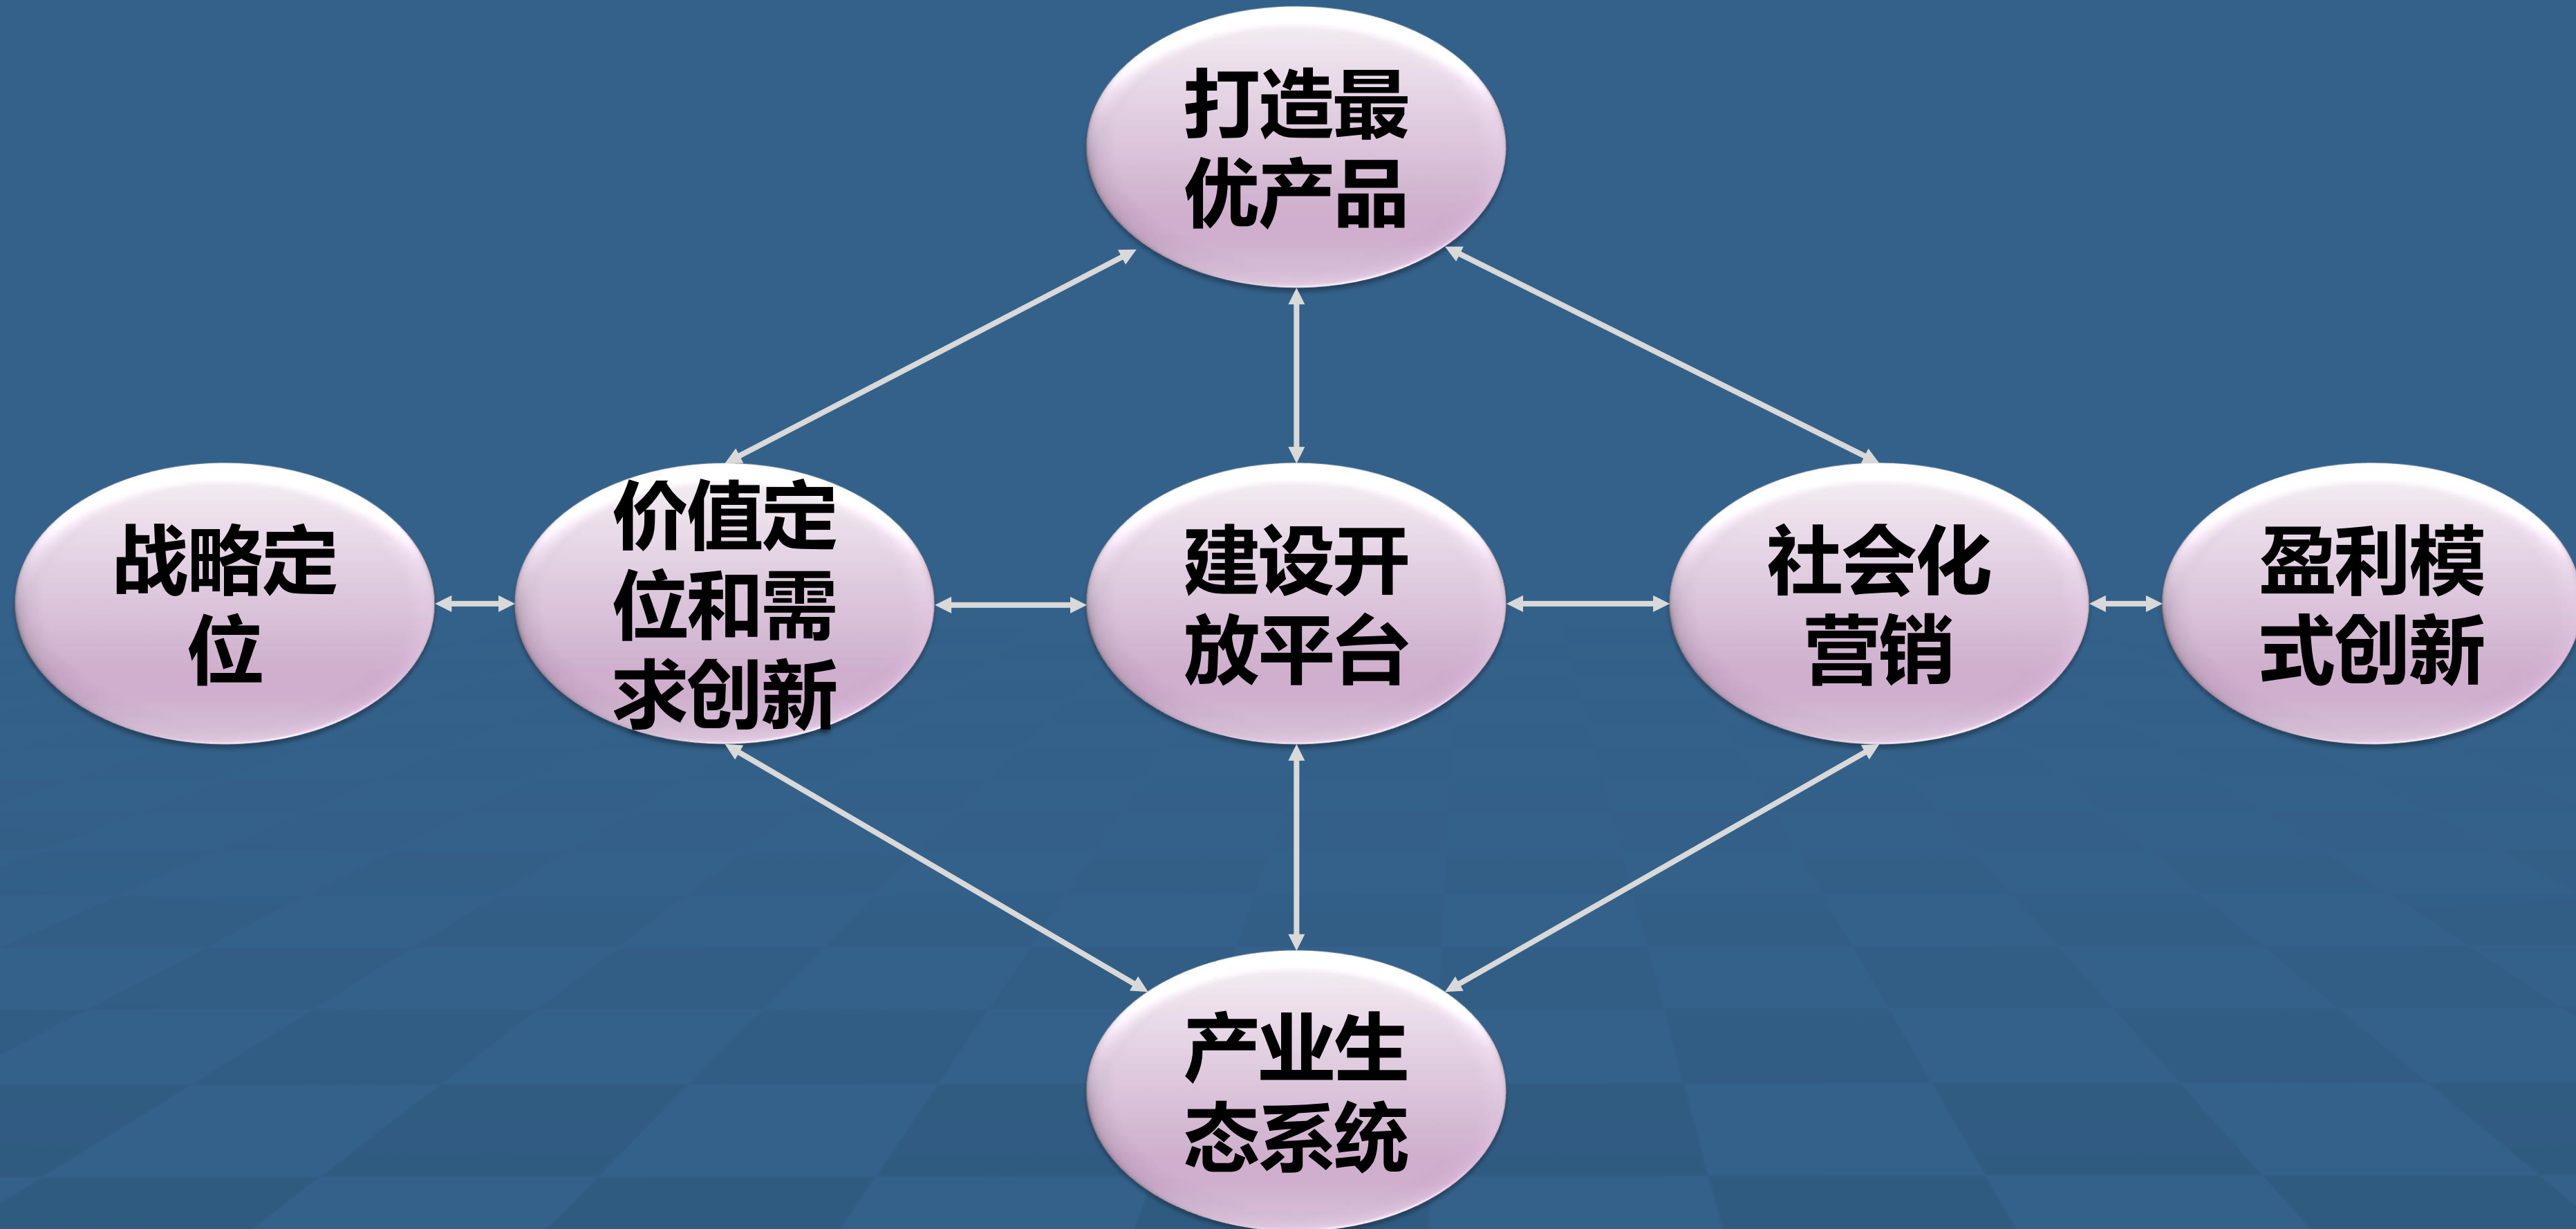 打造最
优产品
战略定
位
价值定
位和需
求创新
建设开
放平台
社会化
营销
盈利模
式创新
产业生
态系统